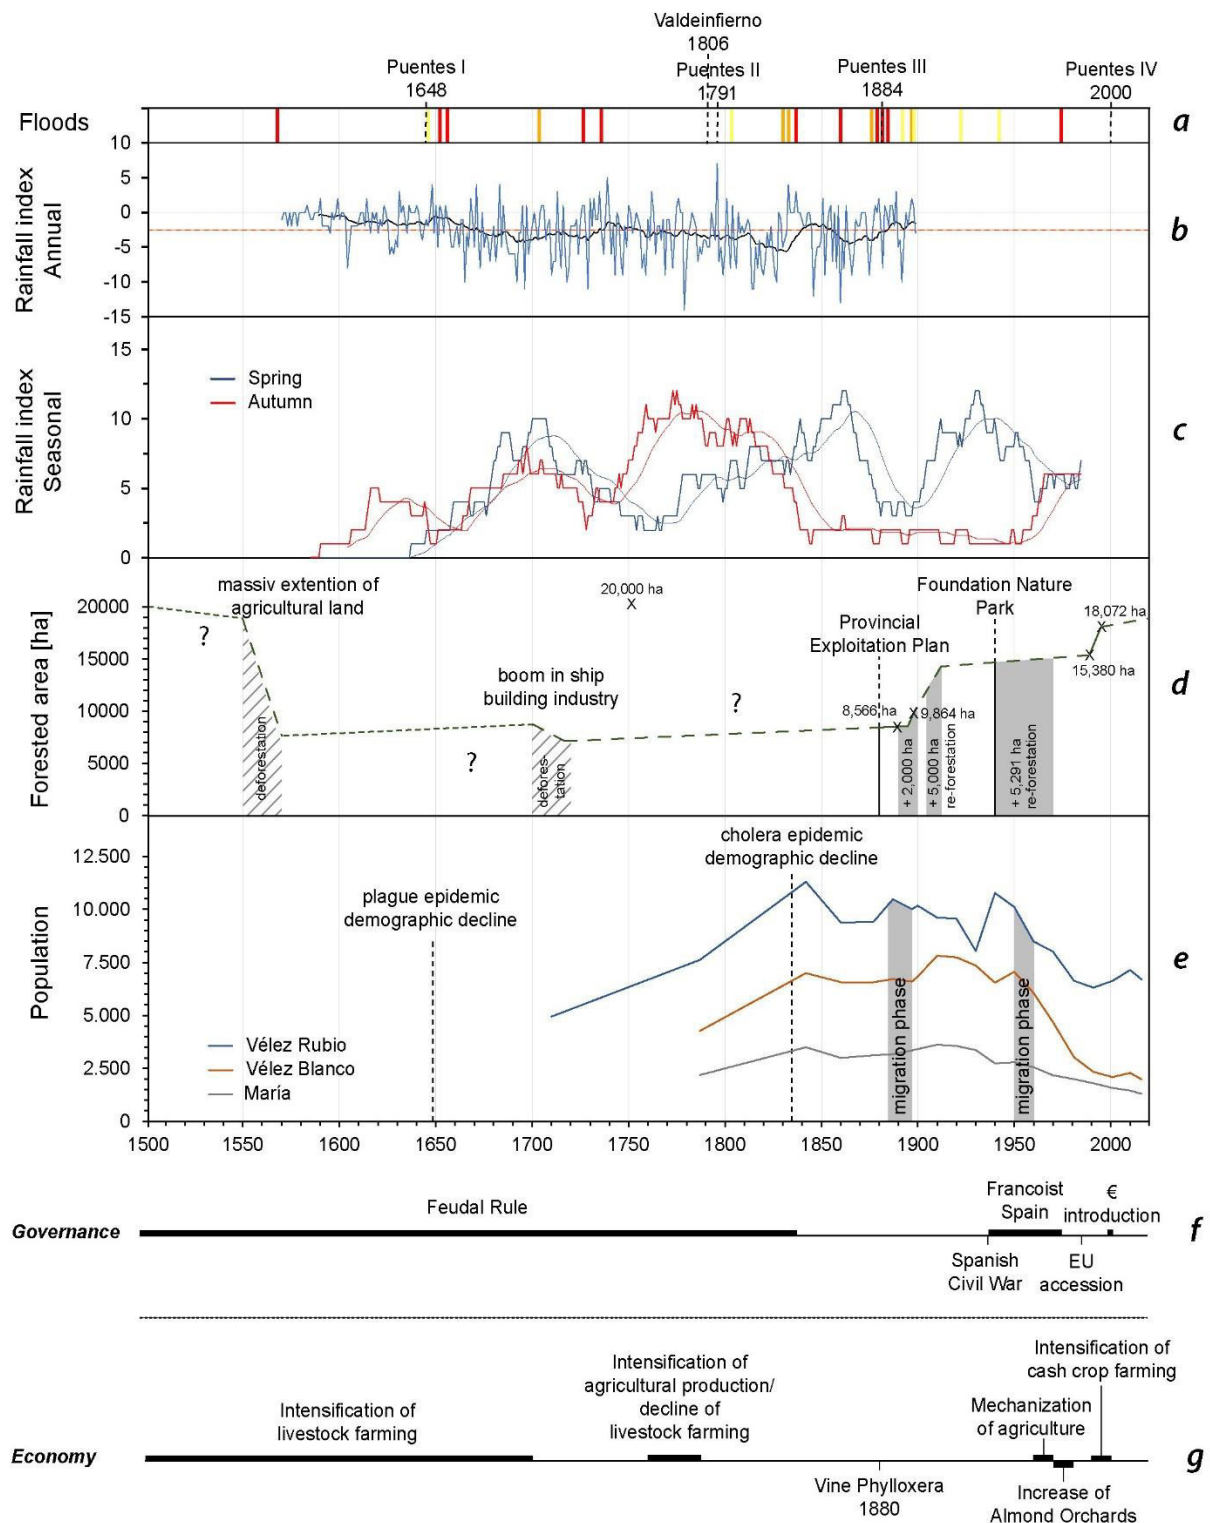 Valdeinfierno
1806
Puentes I
1648
Puentes II
1791
Puentes III
1884
Puentes IV
2000
Floods
a
Rainfall index
Annual
10
5
0
-5
-10
-15
b
Rainfall index
Seasonal
15
10
5
0
Spring
Autumn
c
Forested area [ha]
20000
15000
10000
5000
0
massiv extention of
agricultural land
?
deforestation
boom in ship
building industry
?
defores-
tation
20,000 ha
X
?
Provincial
Exploitation Plan
Foundation Nature
Park
8,566 ha
X
X
9,864 ha
+ 2,000 ha
+ 5,000 ha
re-forestation
+ 5,291 ha
re-forestation
18,072 ha
X
X
15,380 ha
d
Population
12.500
10.000
7.500
5.000
2.500
0
plague epidemic
demographic decline
cholera epidemic
demographic decline
migration phase
migration phase
Vélez Rubio
Vélez Blanco
María
e
1500 1550 1600 1650 1700 1750 1800 1850 1900 1950 2000
Governance
Feudal Rule
Francoist
Spain
€
introduction
Spanish
Civil War
EU
accession
f
Economy
Intensification of
livestock farming
Intensification of
agricultural production/
decline of
livestock farming
Vine Phylloxera
1880
Mechanization
of agriculture
Intensification of
cash crop farming
Increase of
Almond Orchards
g